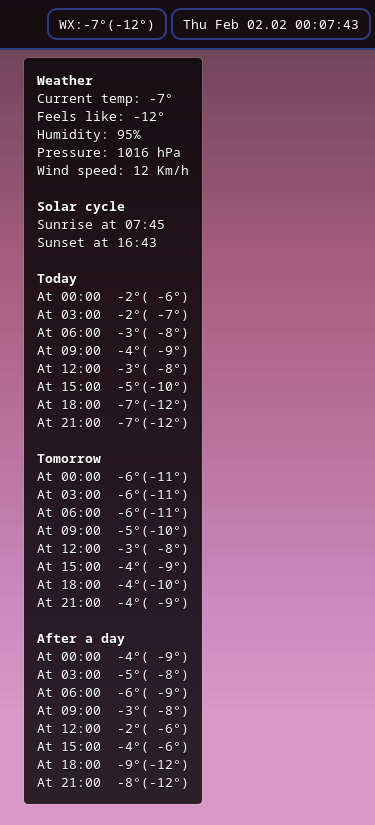 WX:-7°(-12°) Thu Feb 02.02 00:07:43
Weather
Current temp: -7°
Feels like: -12°
Humidity: 95%
Pressure: 1016 hPa
Wind speed: 12 Km/h
Solar cycle
Sunrise at 07:45
Sunset at 16:43
Today
At 00:00  -2°( -6°)
At 03:00  -2°( -7°)
At 06:00  -3°( -8°)
At 09:00  -4°( -9°)
At 12:00  -3°( -8°)
At 15:00  -5°(-10°)
At 18:00  -7°(-12°)
At 21:00  -7°(-12°)
Tomorrow
At 00:00  -6°(-11°)
At 03:00  -6°(-11°)
At 06:00  -6°(-11°)
At 09:00  -5°(-10°)
At 12:00  -3°( -8°)
At 15:00  -4°( -9°)
At 18:00  -4°(-10°)
At 21:00  -4°( -9°)
After a day
At 00:00  -4°( -9°)
At 03:00  -5°( -8°)
At 06:00  -6°( -9°)
At 09:00  -3°( -8°)
At 12:00  -2°( -6°)
At 15:00  -4°( -6°)
At 18:00  -9°(-12°)
At 21:00  -8°(-12°)